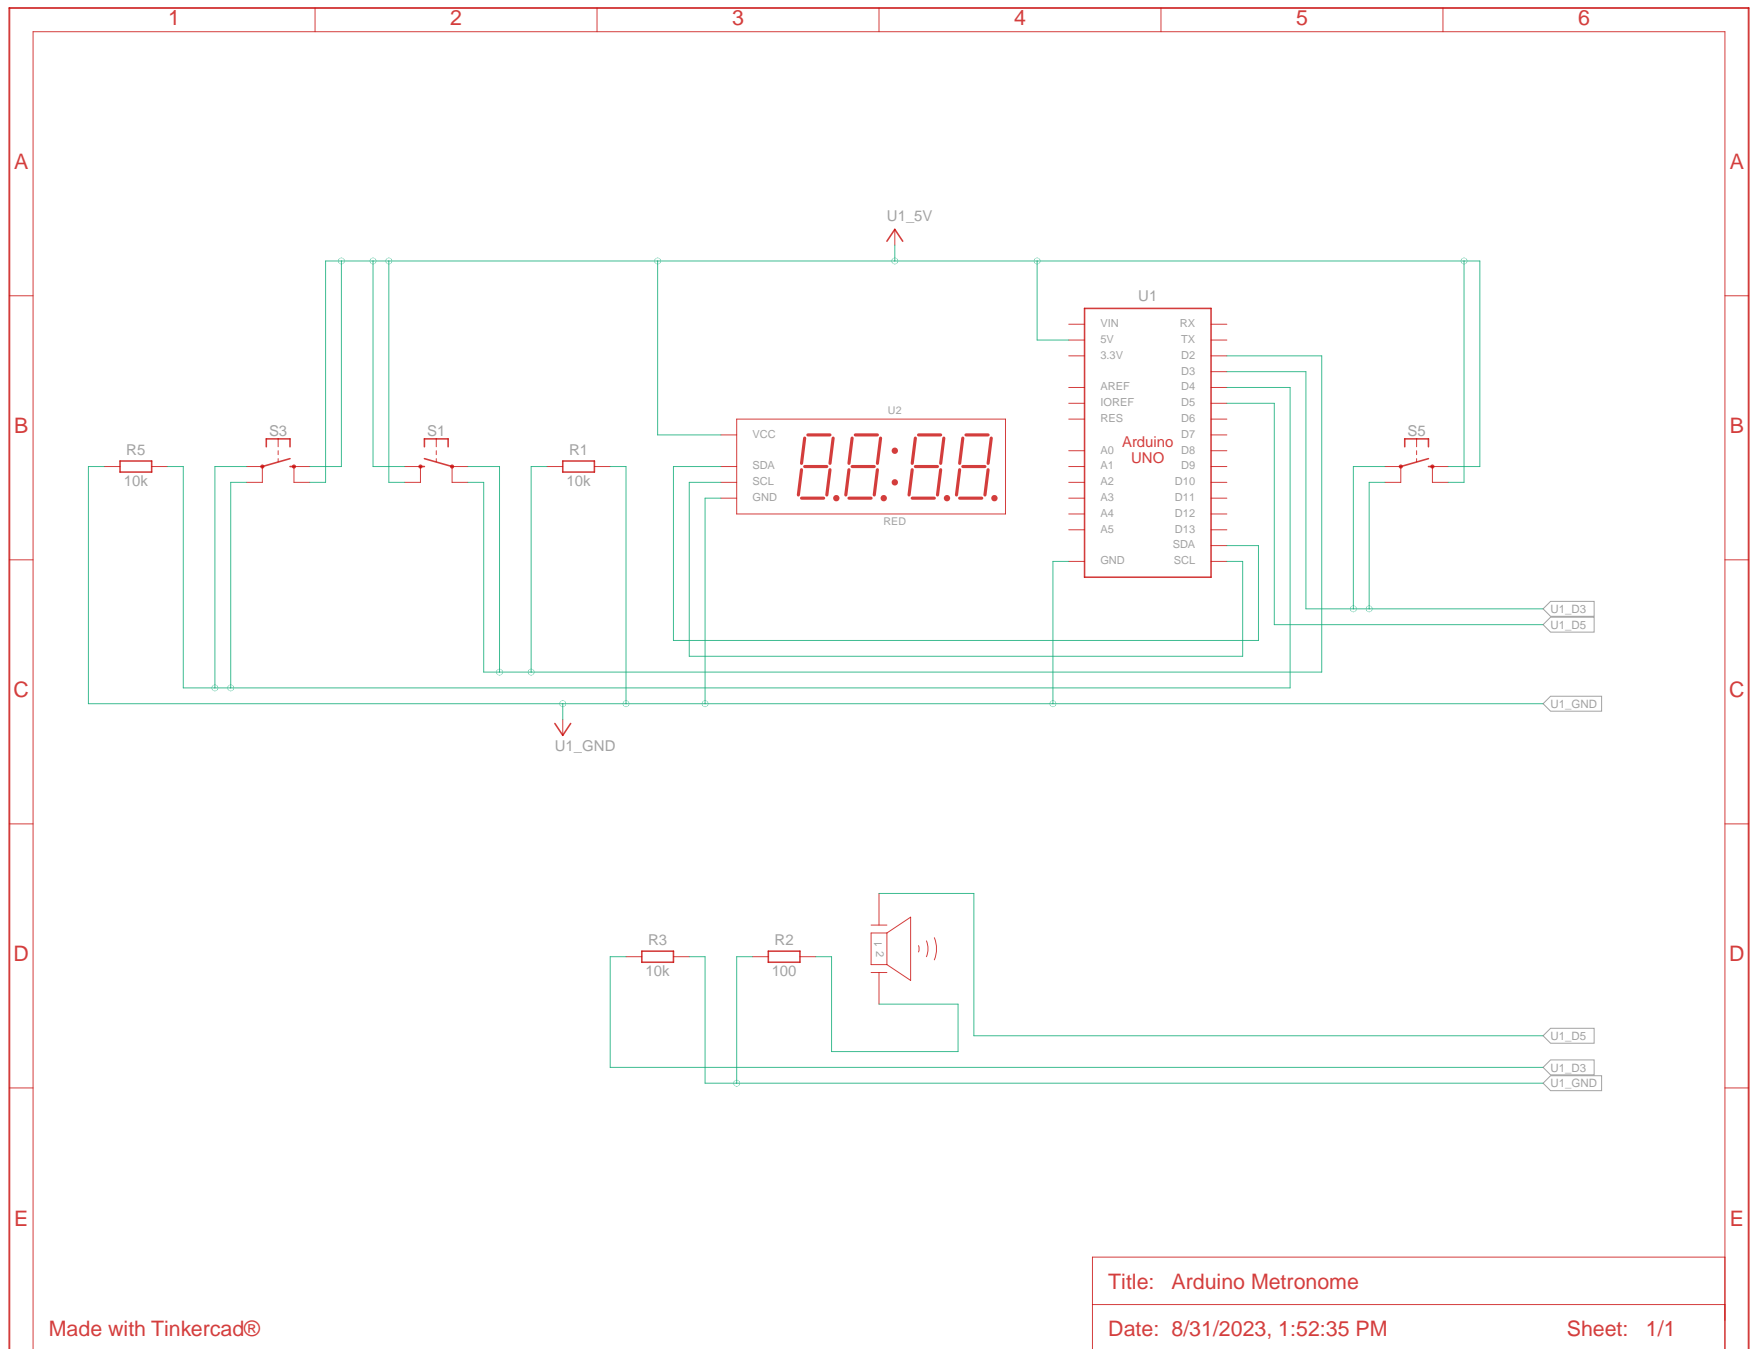 1 2 3 4 5 6
A A
U1_5V
U1
VIN RX
5V TX
3.3V D2
D3
AREF D4
IOREF D5
RES D6
D7
A0 D8
A1 D9
A2 D10
A3 D11
A4 D12
A5 D13
SDA
GND SCL
Arduino
UNO
B B
R5
10k
S3
S1
R1
10k
U2
VCC
SDA
SCL
GND
88:88
RED
S5
U1_D3
U1_D5
C C
U1_GND
U1_GND
D D
R3
10k
R2
100
1 2
U1_D5
U1_D3
U1_GND
E E
Title: Arduino Metronome
Made with Tinkercad®
Date: 8/31/2023, 1:52:35 PM Sheet: 1/1